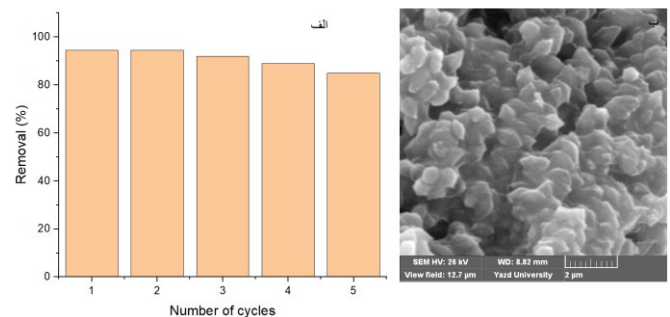 الف
100
80
60
40
20
0
Removal (%)
1 2 3 4 5
Number of cycles
ب
SEM HV: 26 kV WD: 8.82 mm
View field: 12.7 µm Yazd University 2 µm